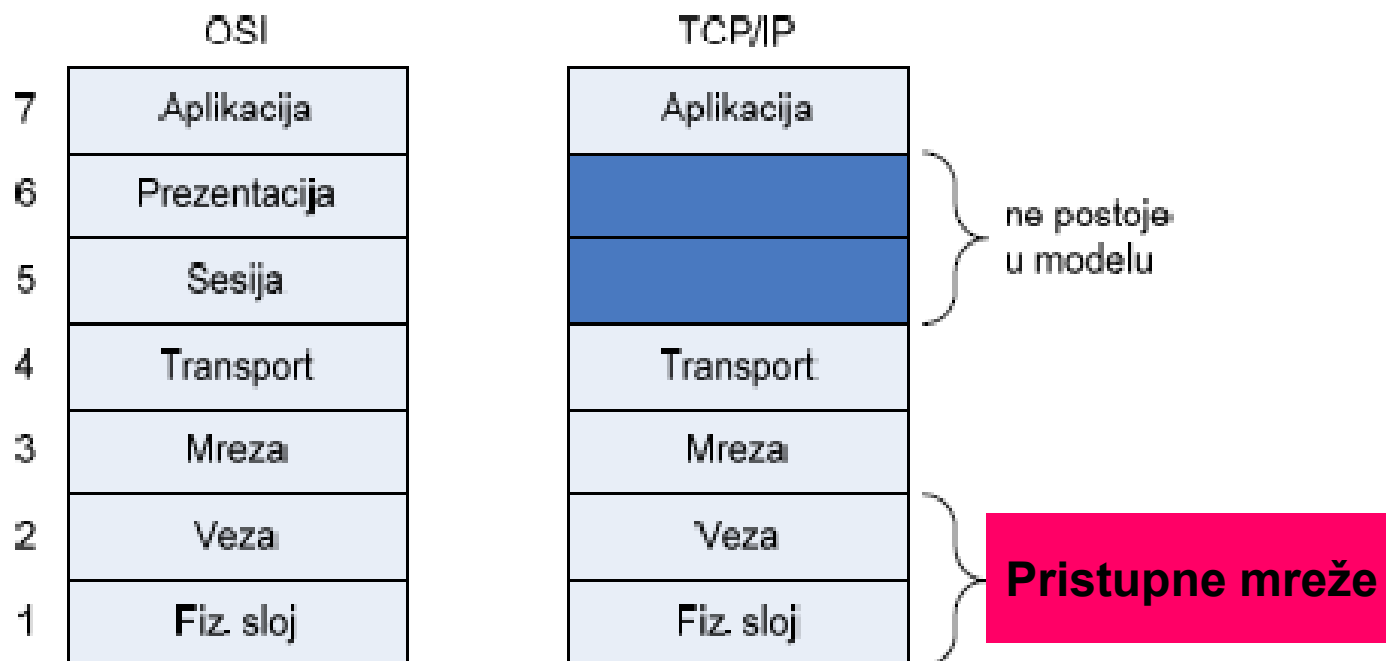 OSI
TCP/IP
7
Aplikacija
Aplikacija
6
Prezentacija
5
Sesija
ne postoje
u modelu
4
Transport
Transport
3
Mreza
Mreza
2
Veza
Veza
Pristupne mreže
1
Fiz. sloj
Fiz. sloj